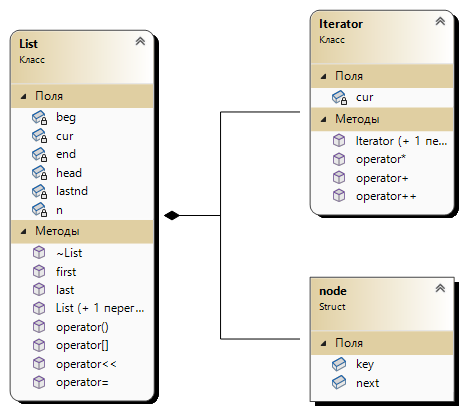 List
Класс
Поля
beg
cur
end
head
lastnd
n
Методы
~List
first
last
List (+ 1 перег...
operator()
operator[]
operator<<
operator=
Iterator
Класс
Поля
cur
Методы
Iterator (+ 1 пе...
operator*
operator+
operator++
node
Struct
Поля
key
next